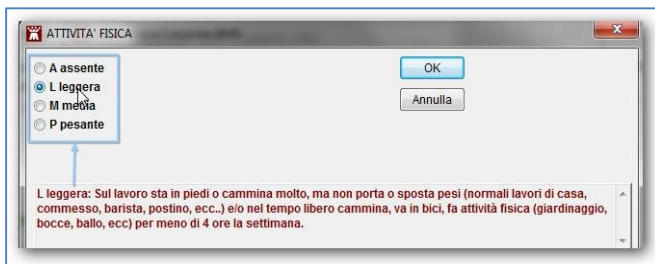 ATTIVITA' FISICA
A assente
L leggera
M media
P pesante
OK
Annulla
L leggera: Sul lavoro sta in piedi o cammina molto, ma non porta o sposta pesi (normali lavori di casa,
commesso, barista, postino, ecc..) e/o nel tempo libero cammina, va in bici, fa attività fisica (giardinaggio,
bocce, ballo, ecc) per meno di 4 ore la settimana.